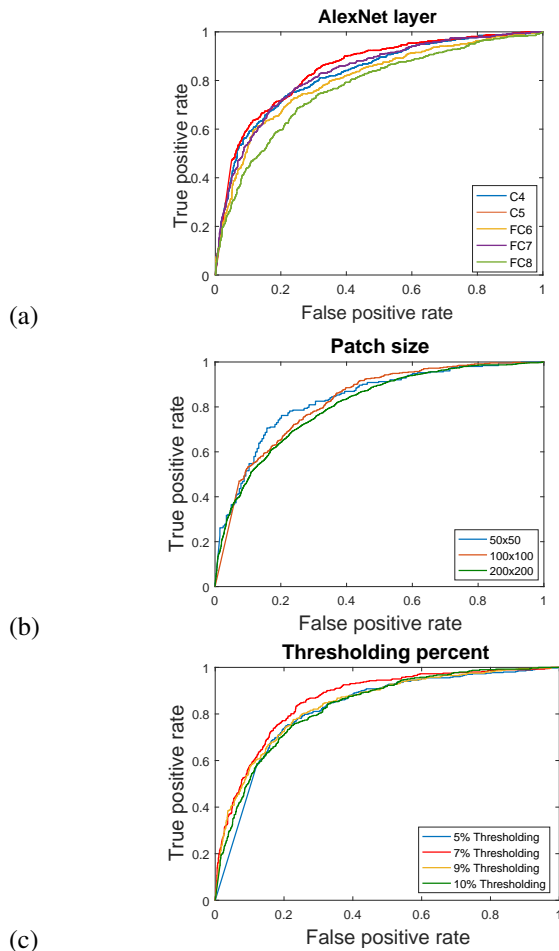 AlexNet layer
1
0.8
0.6
0.4
0.2
0
True positive rate
C4
C5
FC6
FC7
FC8
0 0.2 0.4 0.6 0.8 1
False positive rate
(a)
Patch size
1
0.8
0.6
0.4
0.2
0
True positive rate
50x50
100x100
200x200
0 0.2 0.4 0.6 0.8 1
False positive rate
(b)
Thresholding percent
1
0.8
0.6
0.4
0.2
0
True positive rate
5% Thresholding
7% Thresholding
9% Thresholding
10% Thresholding
0 0.2 0.4 0.6 0.8 1
False positive rate
(c)